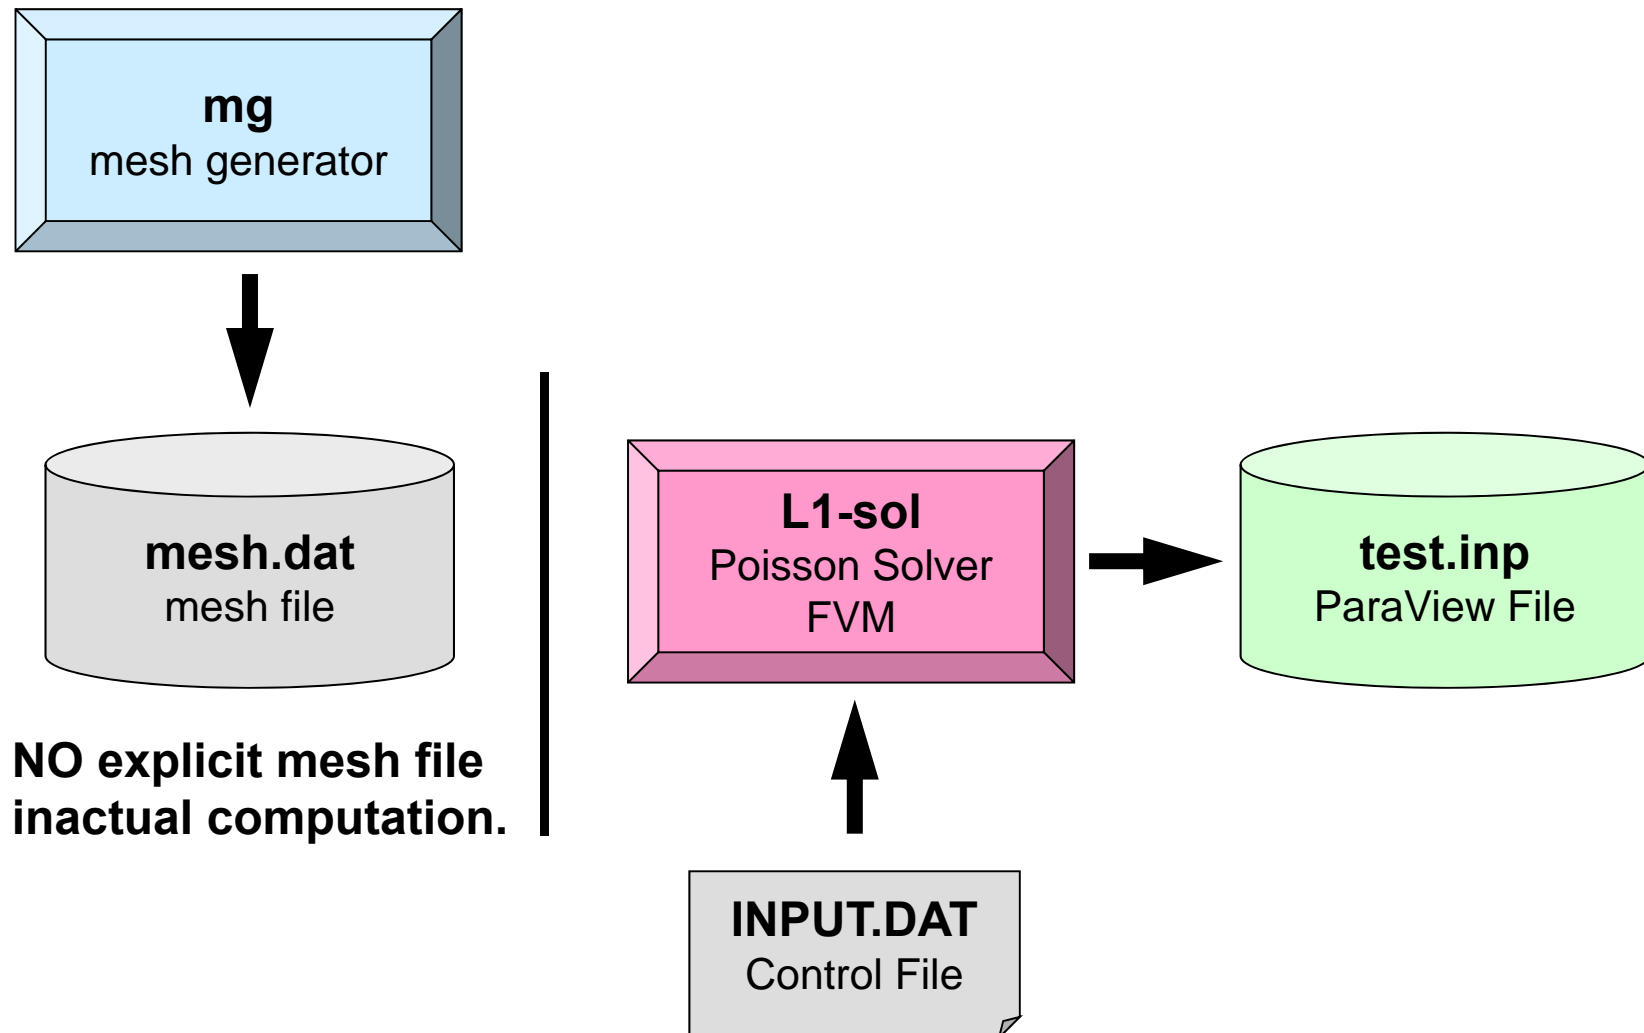 mg
mesh generator
mesh.dat
mesh file
NO explicit mesh file
inactual computation.
L1-sol
Poisson Solver
FVM
test.inp
ParaView File
INPUT.DAT
Control File